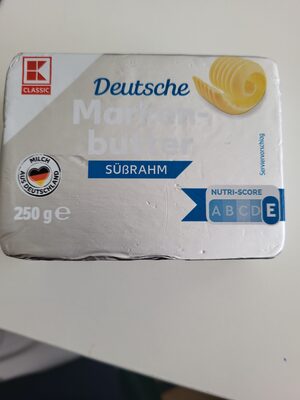 K
CLASSIC
Deutsche
Marken-
butter
SÜßRAHM
MILCH
AUS DEUTSCHLAND
250 g e
NUTRI-SCORE
A B C D E
Serviervorschlag